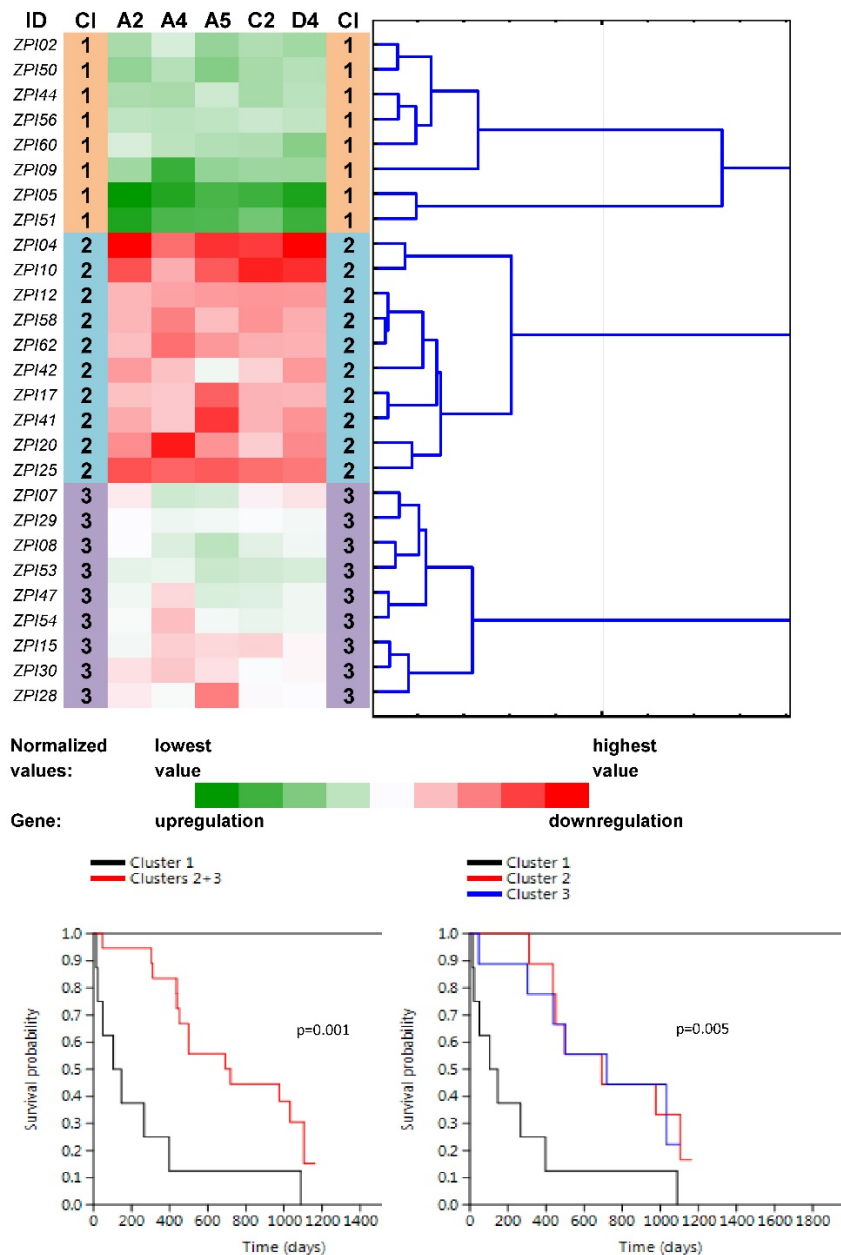 ID CI A2 A4 A5 C2 D4 CI
ZPI02 1 1
ZPI50 1 1
ZPI44 1 1
ZPI56 1 1
ZPI60 1 1
ZPI09 1 1
ZPI05 1 1
ZPI51 1 1
ZPI04 2 2
ZPI10 2 2
ZPI12 2 2
ZPI58 2 2
ZPI62 2 2
ZPI42 2 2
ZPI17 2 2
ZPI41 2 2
ZPI20 2 2
ZPI25 2 2
ZPI07 3 3
ZPI29 3 3
ZPI08 3 3
ZPI53 3 3
ZPI47 3 3
ZPI54 3 3
ZPI15 3 3
ZPI30 3 3
ZPI28 3 3
Normalized lowest highest
values: value value
Gene: upregulation downregulation
Cluster 1
Clusters 2+3
1.0
0.9
0.8
0.7
0.6
0.5
0.4
0.3
0.2
0.1
0.0
Survival probability
p=0.001
0 200 400 600 800 1000 1200 1400
Time (days)
Cluster 1
Cluster 2
Cluster 3
1.0
0.9
0.8
0.7
0.6
0.5
0.4
0.3
0.2
0.1
0.0
Survival probability
p=0.005
0 200 400 600 800 1000 1200 1400 1600 1800
Time (days)